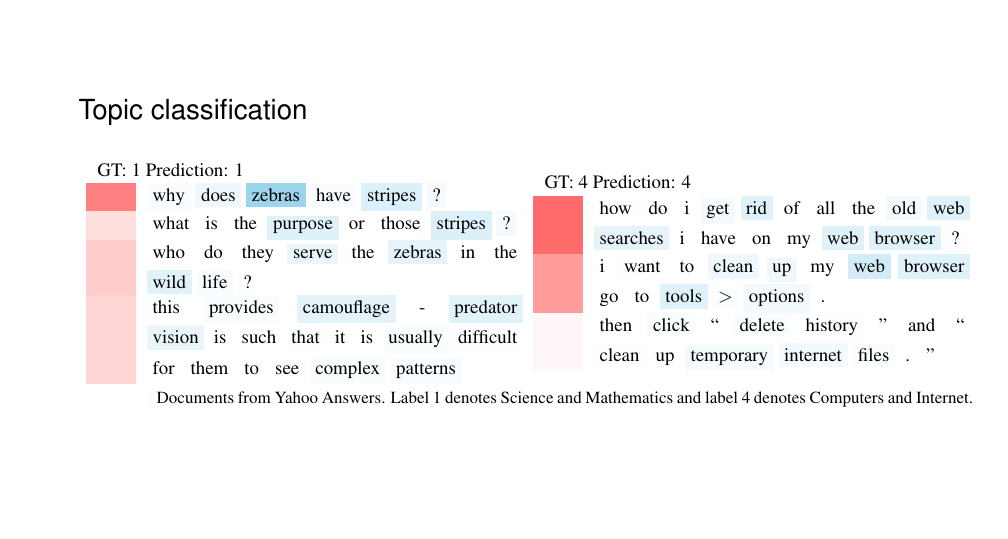 Topic classification
GT: 1 Prediction: 1
why does zebras have stripes ?
what is the purpose or those stripes ?
who do they serve the zebras in the
wild life ?
this provides camouflage - predator
vision is such that it is usually difficult
for them to see complex patterns
GT: 4 Prediction: 4
how do i get rid of all the old web
searches i have on my web browser ?
i want to clean up my web browser
go to tools > options .
then click “ delete history ” and “
clean up temporary internet files . ”
Documents from Yahoo Answers. Label 1 denotes Science and Mathematics and label 4 denotes Computers and Internet.